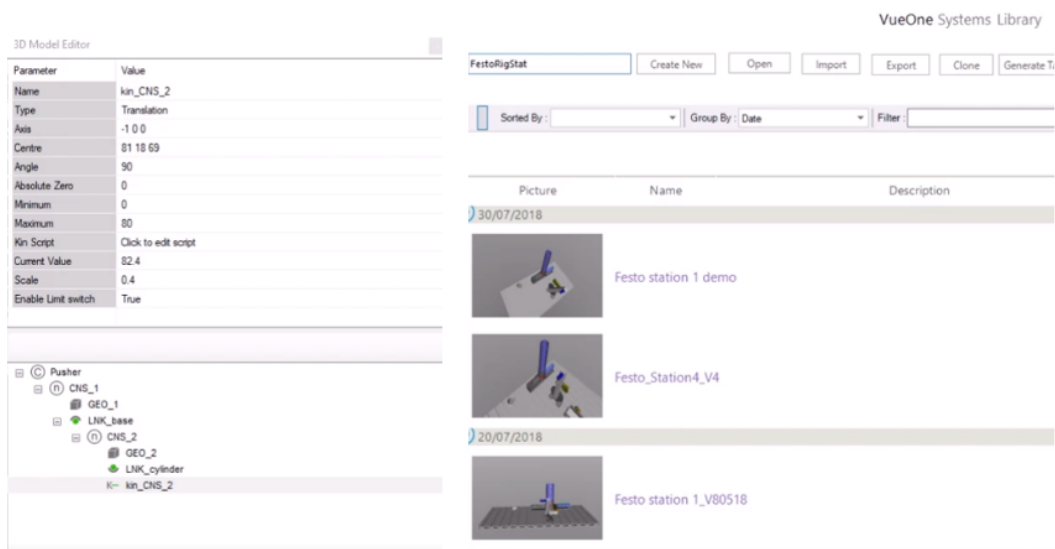 VueOne Systems Library
3D Model Editor
Parameter Value
Name kin_CNS_2
Type Translation
Axis -1 0 0
Centre 81 18 69
Angle 90
Absolute Zero 0
Minimum 0
Maximum 80
Kin Script Click to edit script
Current Value 82.4
Scale 0.4
Enable Limit switch True
C Pusher
n CNS_1
GEO_1
LNK_base
n CNS_2
GEO_2
LNK_cylinder
K- kin_CNS_2
FestoRigStat Create New Open Import Export Clone Generate Ta
Sorted By : Group By : Date Filter :
Picture Name Description
30/07/2018
Festo station 1 demo
Festo_Station4_V4
20/07/2018
Festo station 1_V80518